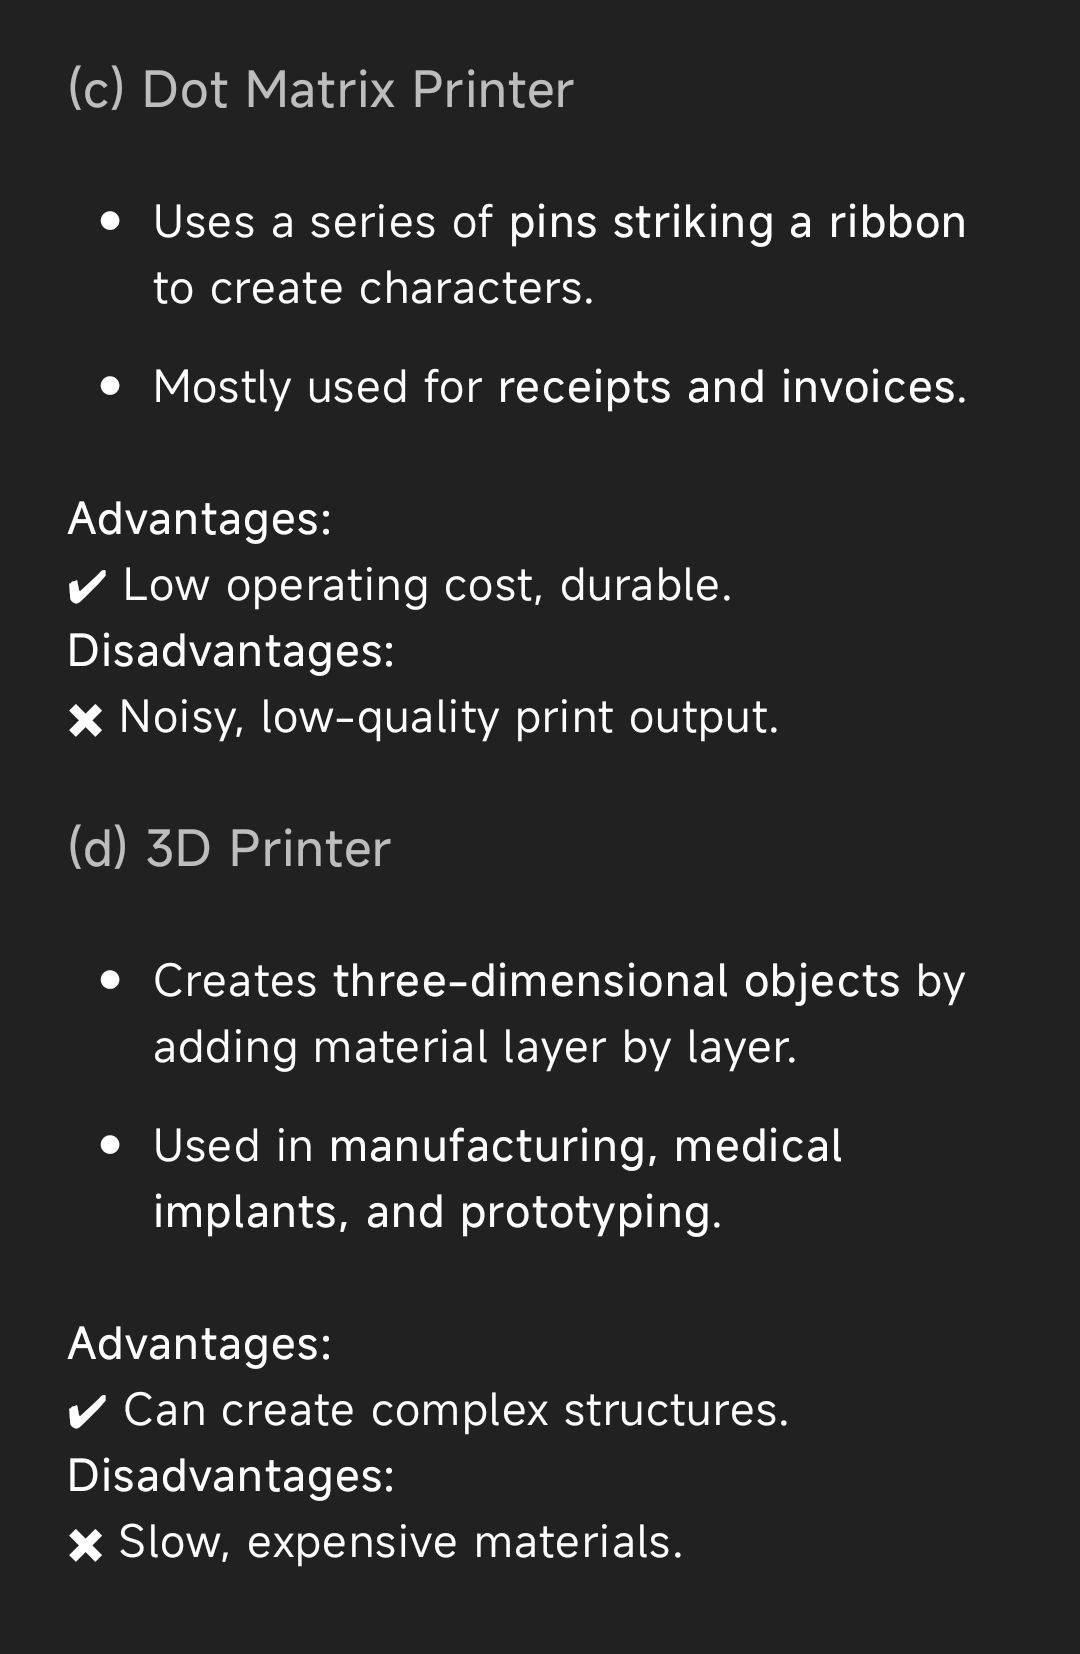 (c) Dot Matrix Printer
• Uses a series of pins striking a ribbon
to create characters.
• Mostly used for receipts and invoices.
Advantages:
✔ Low operating cost, durable.
Disadvantages:
✖ Noisy, low-quality print output.
(d) 3D Printer
• Creates three-dimensional objects by
adding material layer by layer.
• Used in manufacturing, medical
implants, and prototyping.
Advantages:
✔ Can create complex structures.
Disadvantages:
✖ Slow, expensive materials.